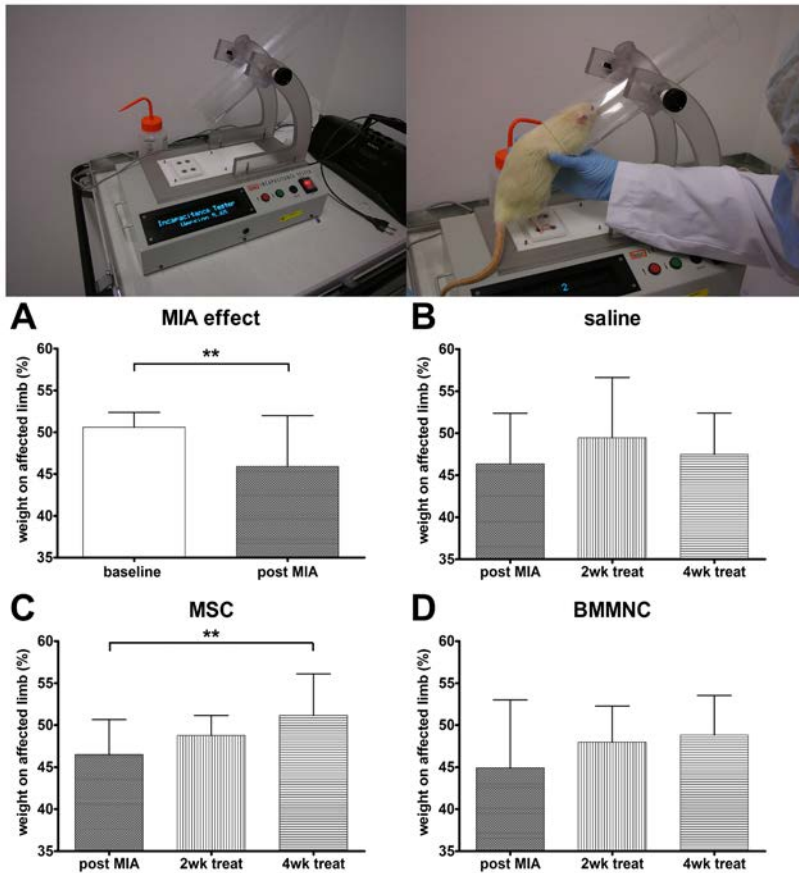 Incapacitance Tester
2
A
MIA effect
**
weight on affected limb (%)
60
55
50
45
40
35
baseline
post MIA
B
saline
weight on affected limb (%)
60
55
50
45
40
35
post MIA
2wk treat
4wk treat
C
MSC
**
weight on affected limb (%)
60
55
50
45
40
35
post MIA
2wk treat
4wk treat
D
BMMNC
weight on affected limb (%)
60
55
50
45
40
35
post MIA
2wk treat
4wk treat